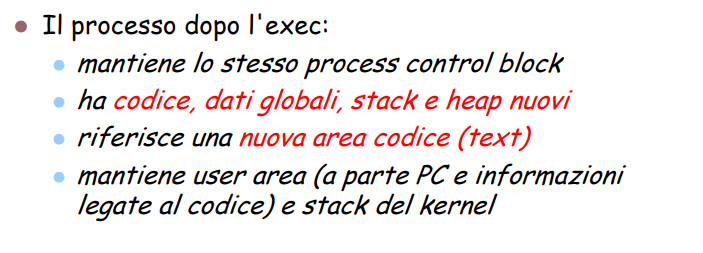 Il processo dopo l'exec:
mantiene lo stesso process control block
ha codice, dati globali, stack e heap nuovi
riferisce una nuova area codice (text)
mantiene user area (a parte PC e informazioni
legate al codice) e stack del kernel